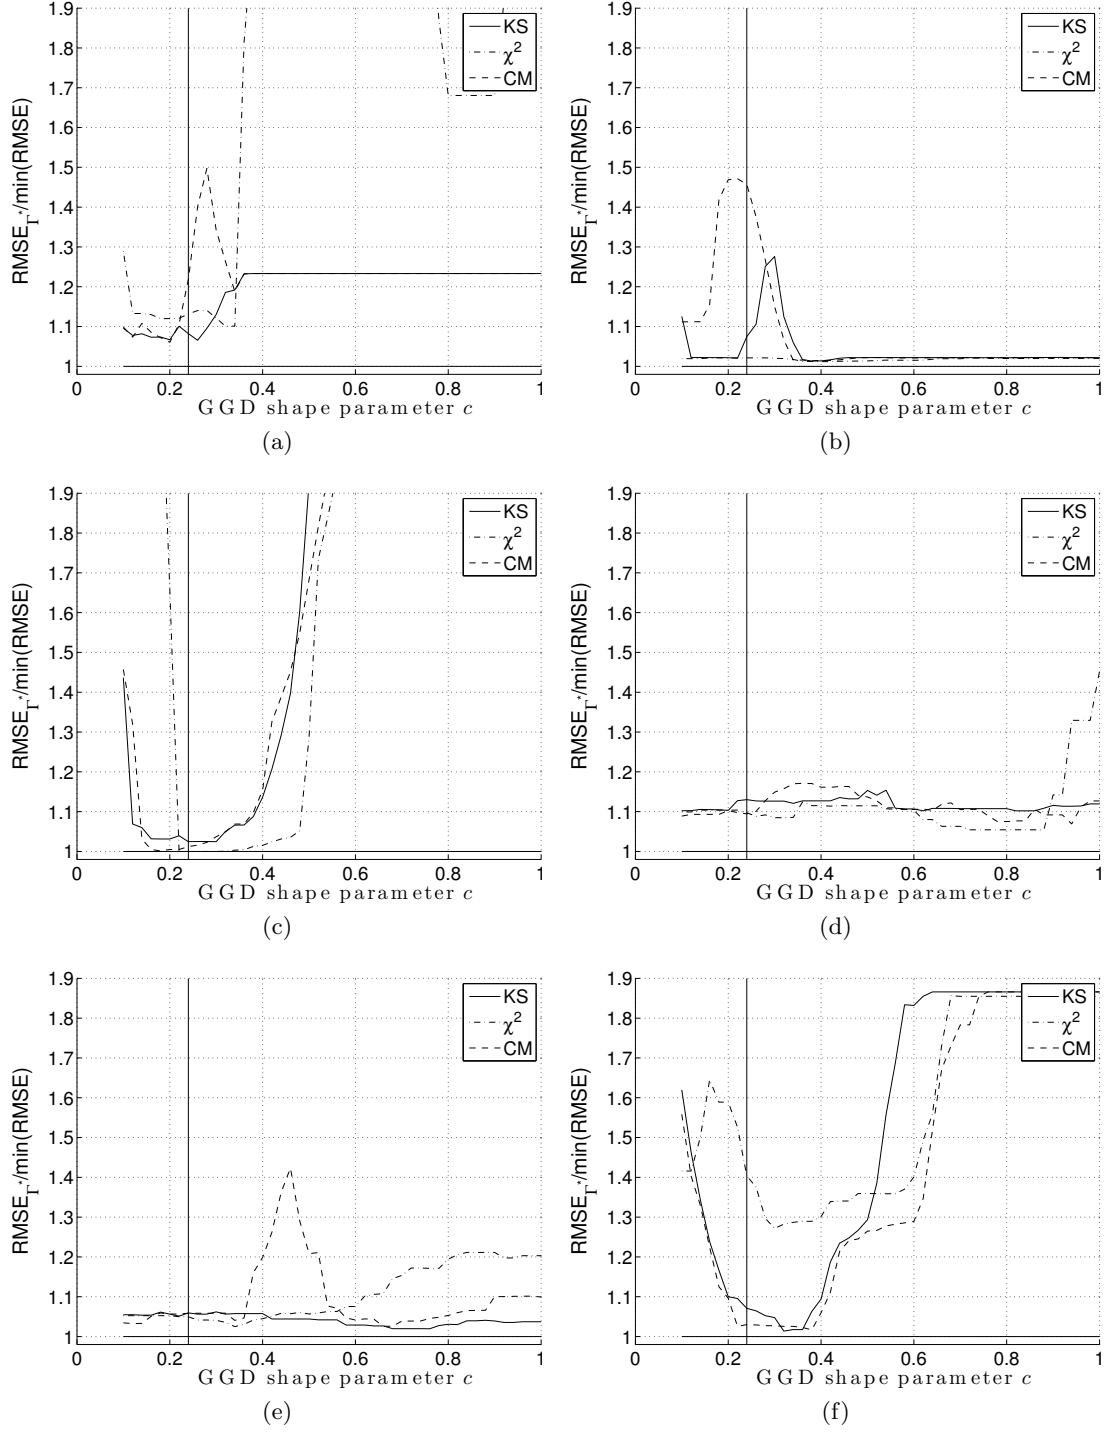 1.9
1.8
1.7
1.6
1.5
1.4
1.3
1.2
1.1
1
RMSE_Γ*/min(RMSE)
KS
χ²
CM
0 0.2 0.4 0.6 0.8 1
GGD shape parameter c
(a)
1.9
1.8
1.7
1.6
1.5
1.4
1.3
1.2
1.1
1
RMSE_Γ*/min(RMSE)
KS
χ²
CM
0 0.2 0.4 0.6 0.8 1
GGD shape parameter c
(b)
1.9
1.8
1.7
1.6
1.5
1.4
1.3
1.2
1.1
1
RMSE_Γ*/min(RMSE)
KS
χ²
CM
0 0.2 0.4 0.6 0.8 1
GGD shape parameter c
(c)
1.9
1.8
1.7
1.6
1.5
1.4
1.3
1.2
1.1
1
RMSE_Γ*/min(RMSE)
KS
χ²
CM
0 0.2 0.4 0.6 0.8 1
GGD shape parameter c
(d)
1.9
1.8
1.7
1.6
1.5
1.4
1.3
1.2
1.1
1
RMSE_Γ*/min(RMSE)
KS
χ²
CM
0 0.2 0.4 0.6 0.8 1
GGD shape parameter c
(e)
1.9
1.8
1.7
1.6
1.5
1.4
1.3
1.2
1.1
1
RMSE_Γ*/min(RMSE)
KS
χ²
CM
0 0.2 0.4 0.6 0.8 1
GGD shape parameter c
(f)